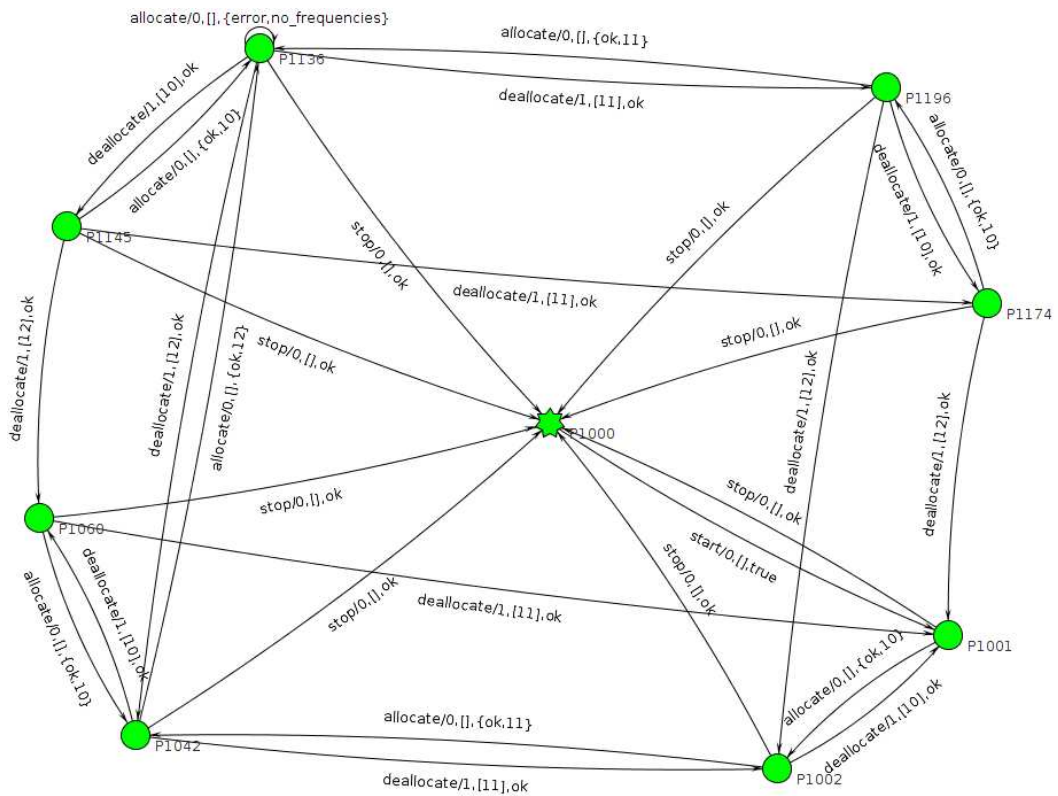 allocate/0,[],{error,no_frequencies}
P1136
allocate/0,[],{ok,11}
deallocate/1,[11],ok
P1196
deallocate/1,[10],ok
allocate/0,[],{ok,10}
allocate/0,[],{ok,10}
deallocate/1,[10],ok
P1145
stop/0,[],ok
stop/0,[],ok
deallocate/1,[11],ok
P1174
deallocate/1,[12],ok
deallocate/1,[12],ok
allocate/0,[],{ok,12}
stop/0,[],ok
stop/0,[],ok
deallocate/1,[12],ok
deallocate/1,[12],ok
P1000
P1060
stop/0,[],ok
stop/0,[],ok
start/0,[],true
allocate/0,[],{ok,10}
deallocate/1,[10],ok
stop/0,[],ok
deallocate/1,[11],ok
stop/0,[],ok
P1001
allocate/0,[],{ok,10}
deallocate/1,[10],ok
P1042
allocate/0,[],{ok,11}
deallocate/1,[11],ok
P1002